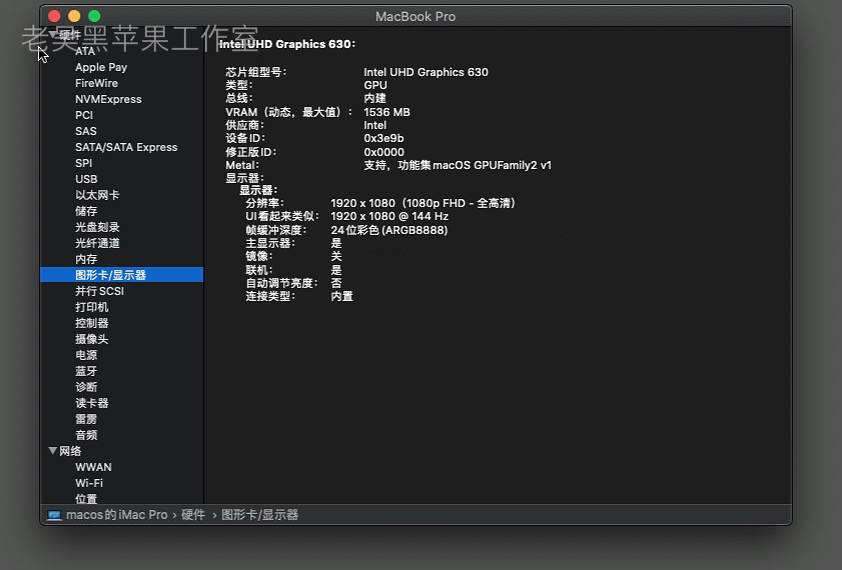 MacBook Pro
老吴黑苹果工作室
硬件
ATA
Apple Pay
FireWire
NVMExpress
PCI
SAS
SATA/SATA Express
SPI
USB
以太网卡
储存
光盘刻录
光纤通道
内存
图形卡/显示器
并行 SCSI
打印机
控制器
摄像头
电源
蓝牙
诊断
读卡器
雷雳
音频
网络
WWAN
Wi-Fi
位置
Intel UHD Graphics 630:
芯片组型号: Intel UHD Graphics 630
类型: GPU
总线: 内建
VRAM（动态，最大值）: 1536 MB
供应商: Intel
设备 ID: 0x3e9b
修正版 ID: 0x0000
Metal: 支持，功能集 macOS GPUFamily2 v1
显示器:
显示器:
分辨率: 1920 x 1080（1080p FHD - 全高清）
UI 看起来类似: 1920 x 1080 @ 144 Hz
帧缓冲深度: 24 位彩色 (ARGB8888)
主显示器: 是
镜像: 关
联机: 是
自动调节亮度: 否
连接类型: 内置
macos的 iMac Pro › 硬件 › 图形卡/显示器